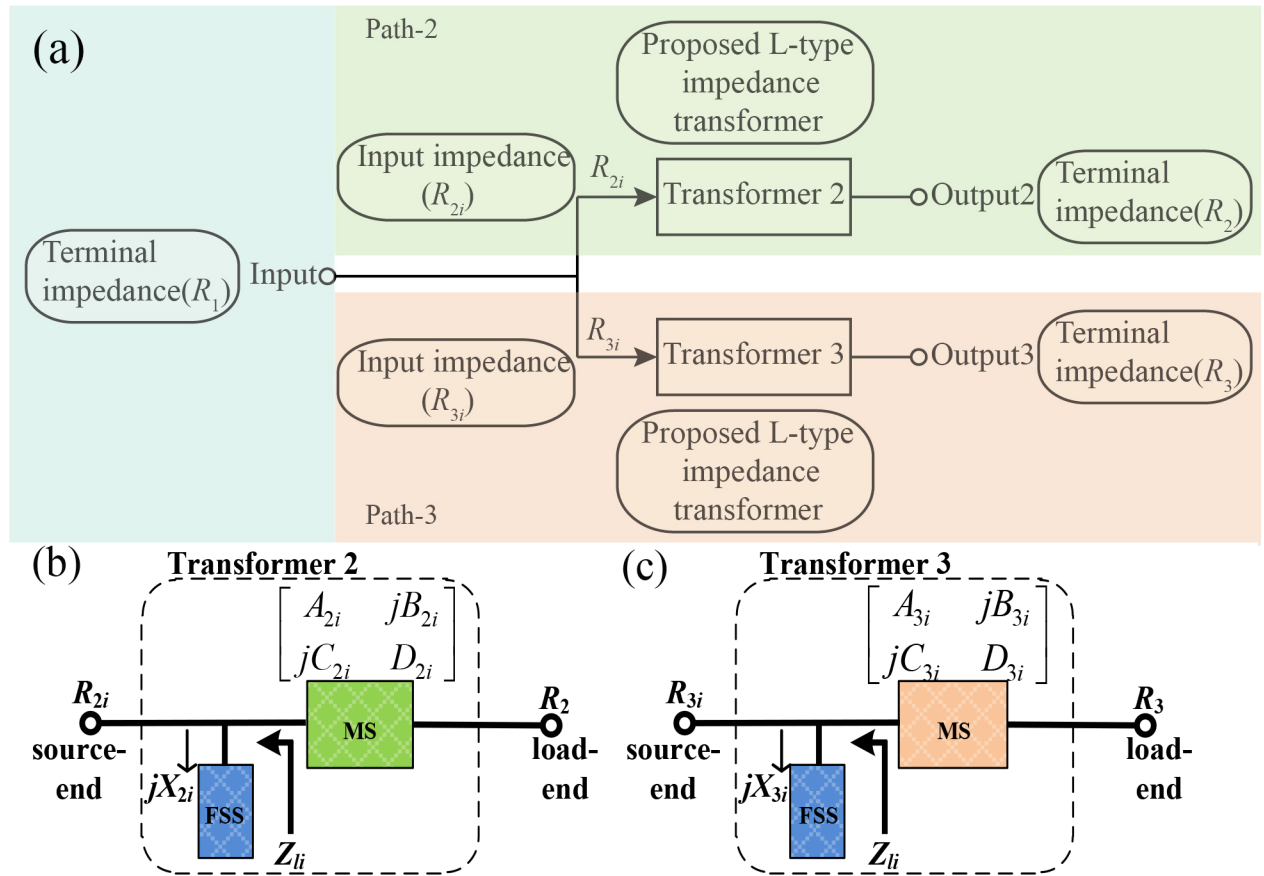 (a)
Path-2
Proposed L-type
impedance
transformer
Input impedance
(R2i)
R2i
Transformer 2
Output2
Terminal
impedance(R2)
Terminal
impedance(R1)
Input
R3i
Transformer 3
Output3
Terminal
impedance(R3)
Input impedance
(R3i)
Proposed L-type
impedance
transformer
Path-3
(b)
Transformer 2
A2i jB2i
jC2i D2i
R2i
source-
end
jX2i
FSS
Zli
MS
R2
load-
end
(c)
Transformer 3
A3i jB3i
jC3i D3i
R3i
source-
end
jX3i
FSS
Zli
MS
R3
load-
end